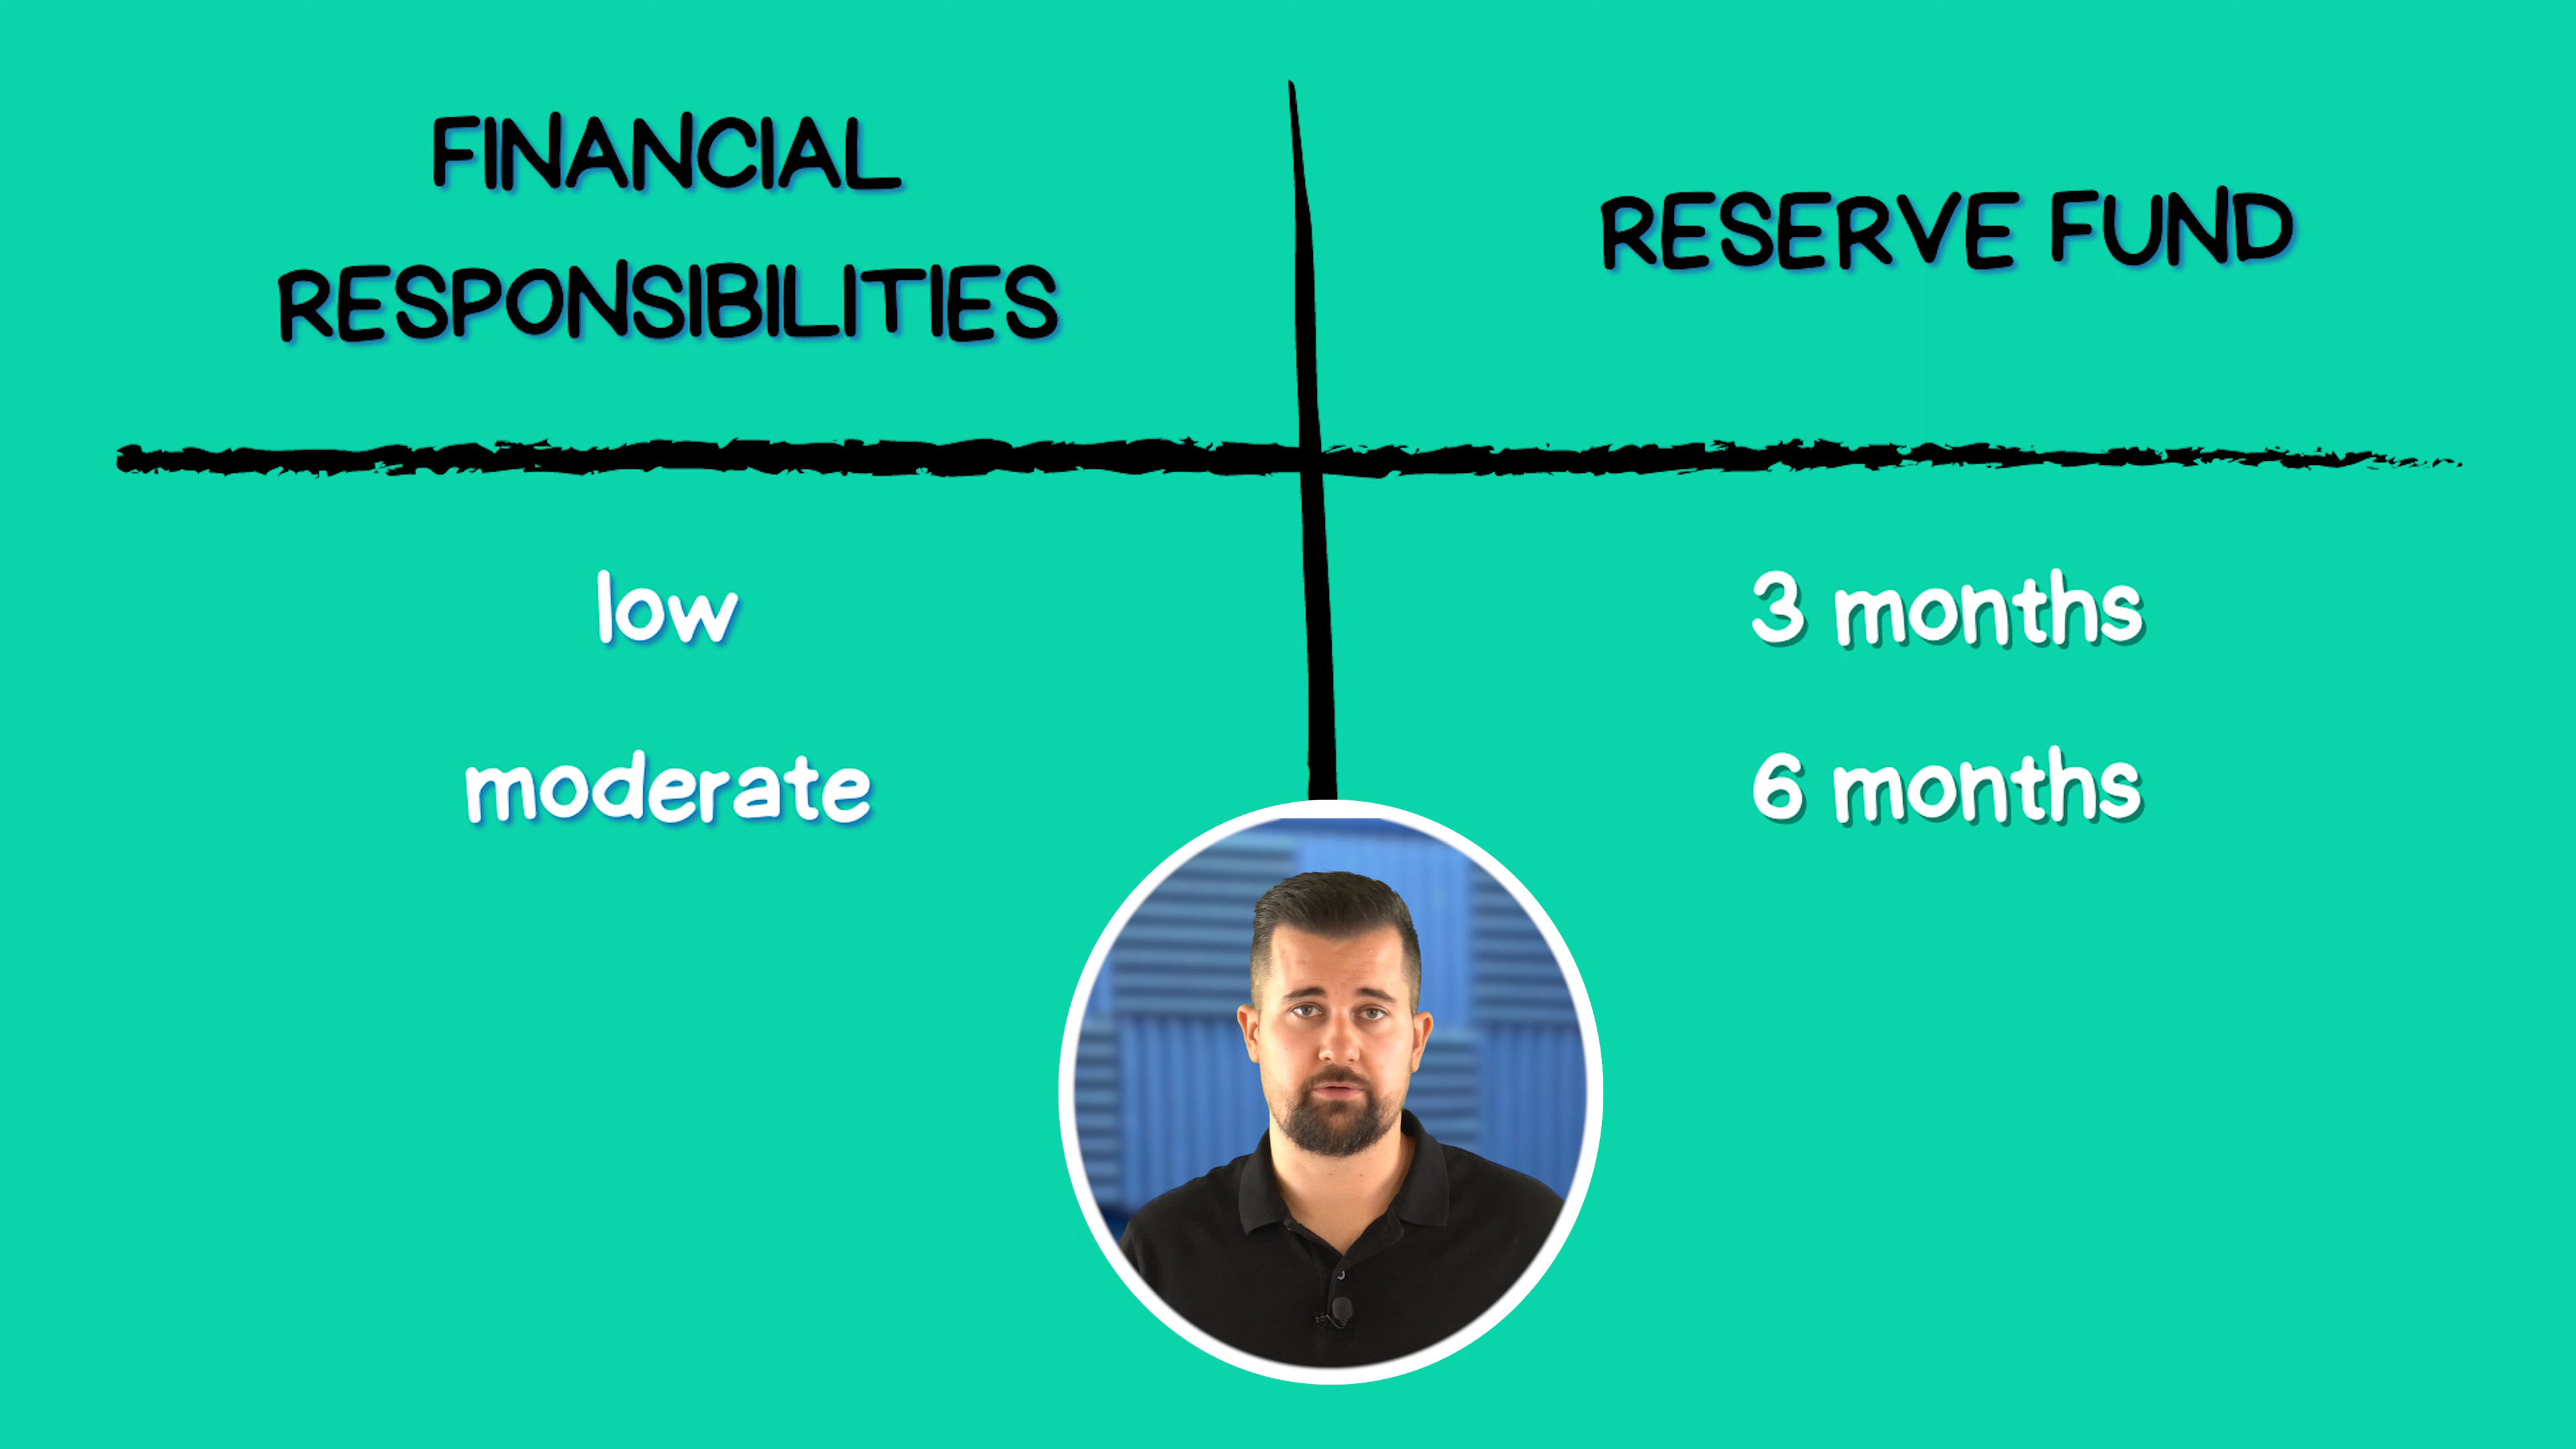 FINANCIAL
RESPONSIBILITIES
RESERVE FUND
low
3 months
moderate
6 months